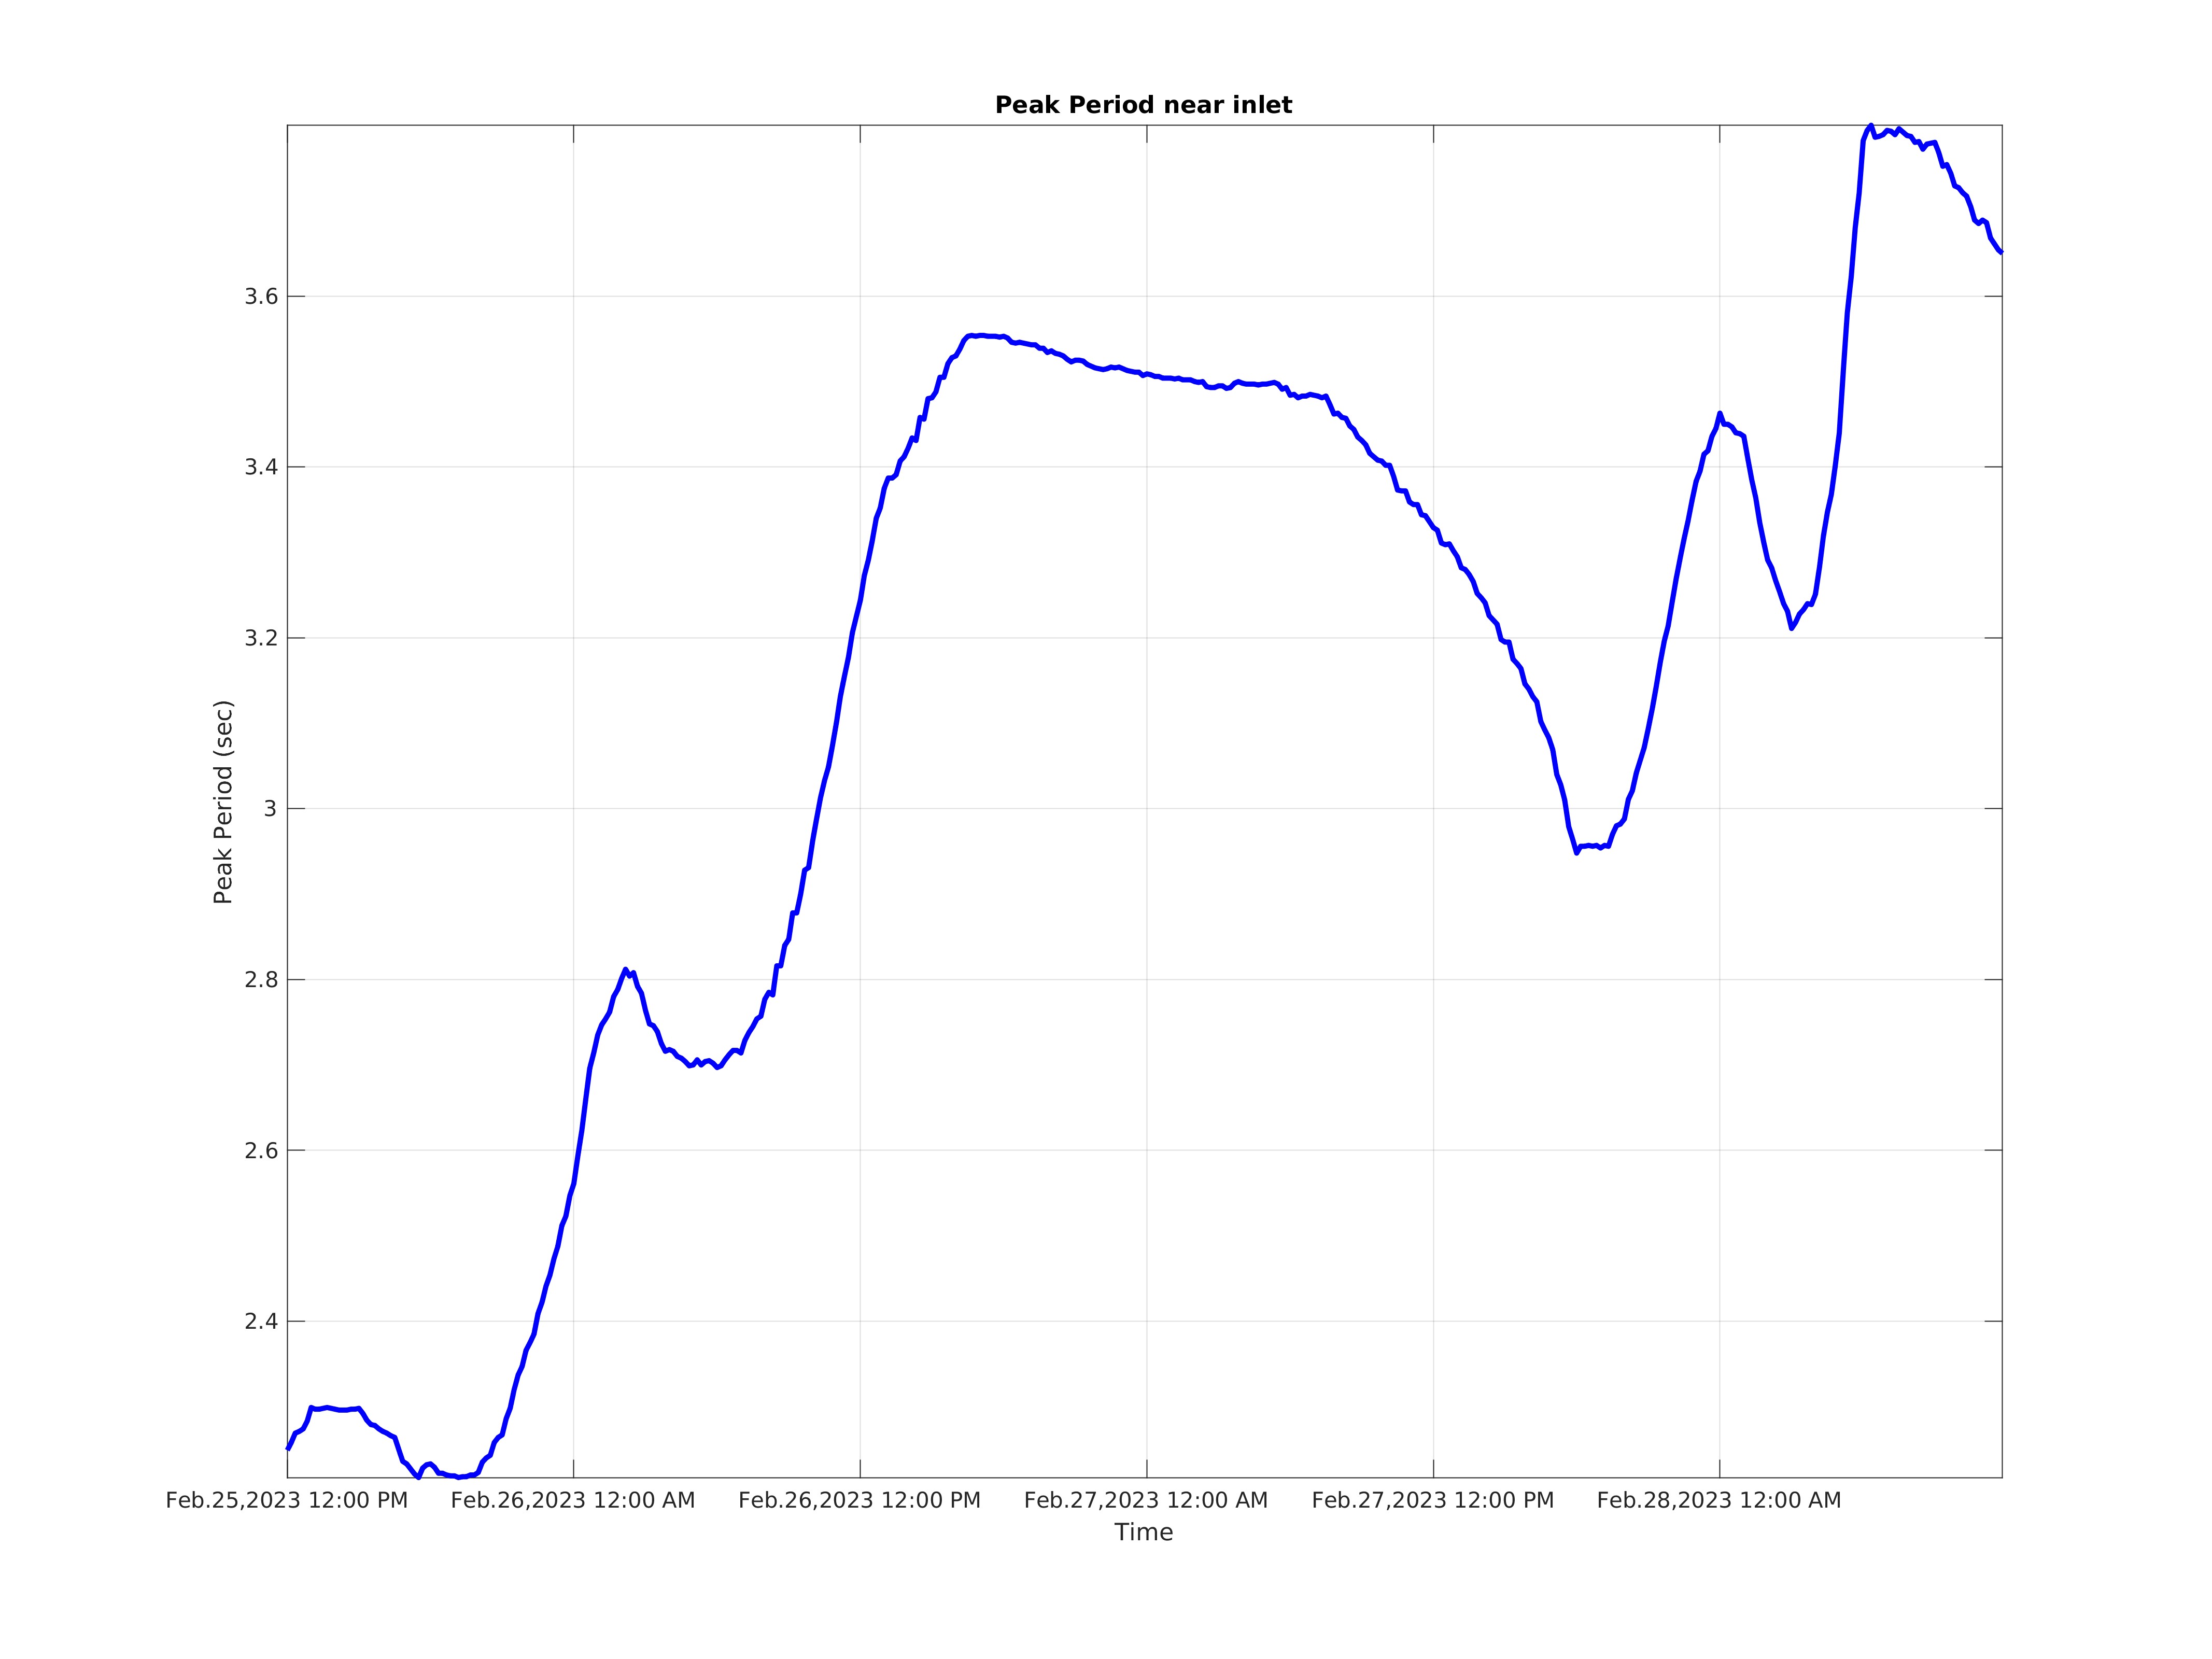 Peak Period near inlet
Peak Period (sec)
3.6
3.4
3.2
3
2.8
2.6
2.4
Feb.25,2023 12:00 PM
Feb.26,2023 12:00 AM
Feb.26,2023 12:00 PM
Feb.27,2023 12:00 AM
Feb.27,2023 12:00 PM
Feb.28,2023 12:00 AM
Time